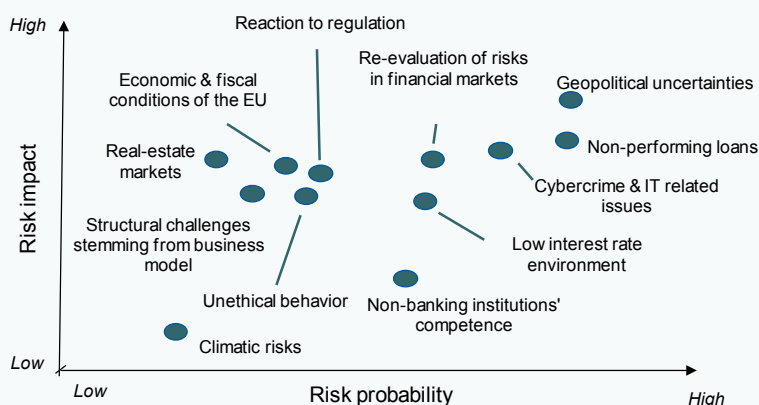 High
Reaction to regulation
Re-evaluation of risks
in financial markets
Economic & fiscal
conditions of the EU
Geopolitical uncertainties
Real-estate
markets
Non-performing loans
Cybercrime & IT related
issues
Risk impact
Structural challenges
stemming from business
model
Low interest rate
environment
Unethical behavior
Non-banking institutions'
competence
Climatic risks
Low
Low
Risk probability
High